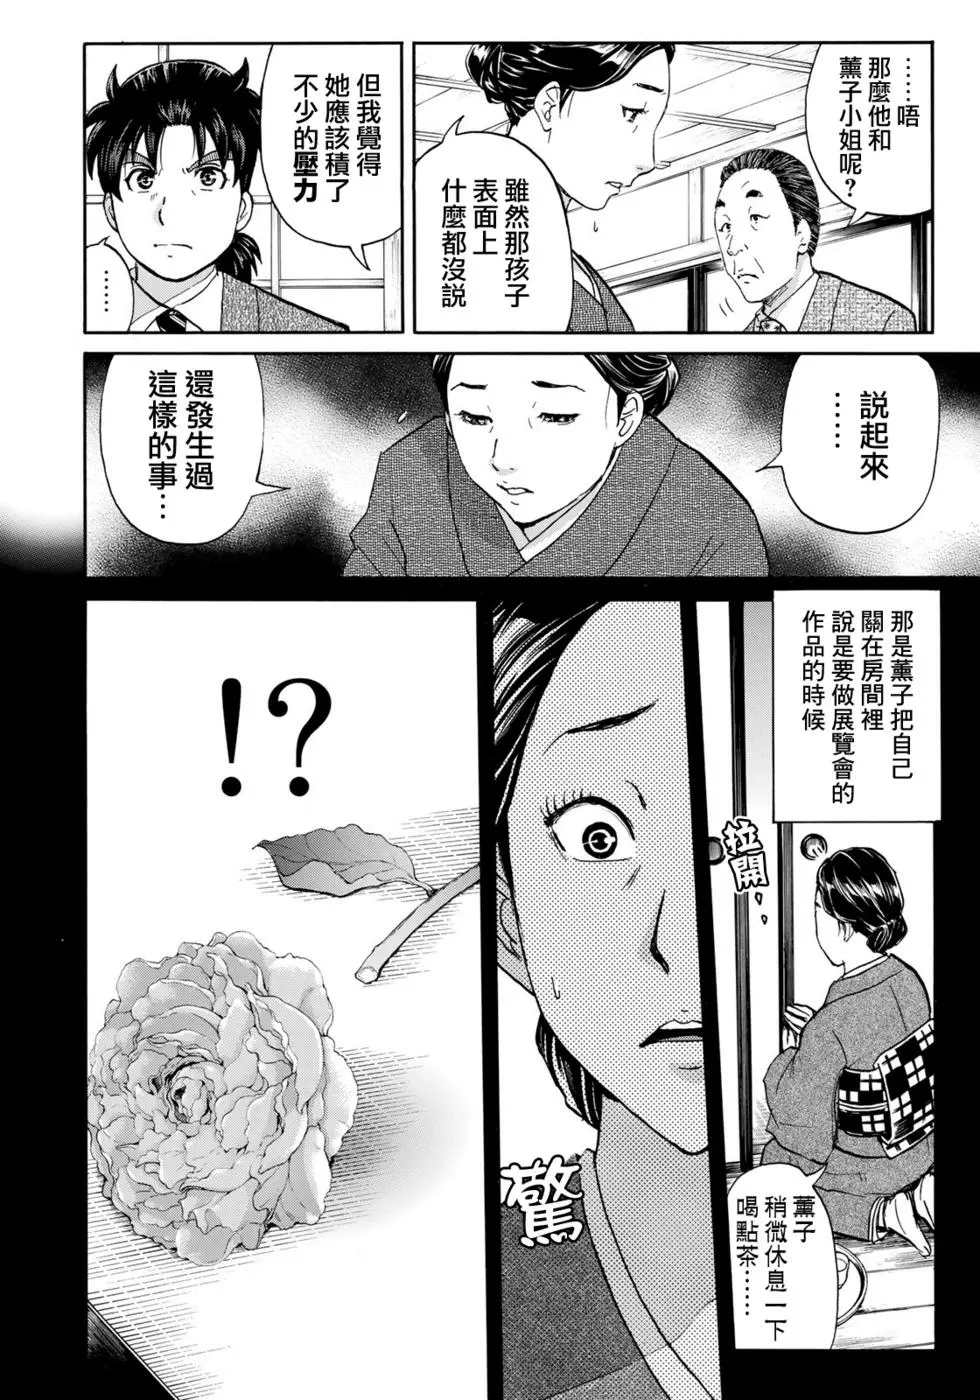 ……唔
那麼他和
薰子小姐呢?
雖然那孩子
表面上
什麼都沒說
但我覺得
她應該積了
不少的壓力
……
說起來
……
還發生過
這樣的事…
那是薰子把自己
關在房間裡
說是要做展覽會的
作品的時候
拉開..
薰子
稍微休息一下
喝點茶……
驚
!?